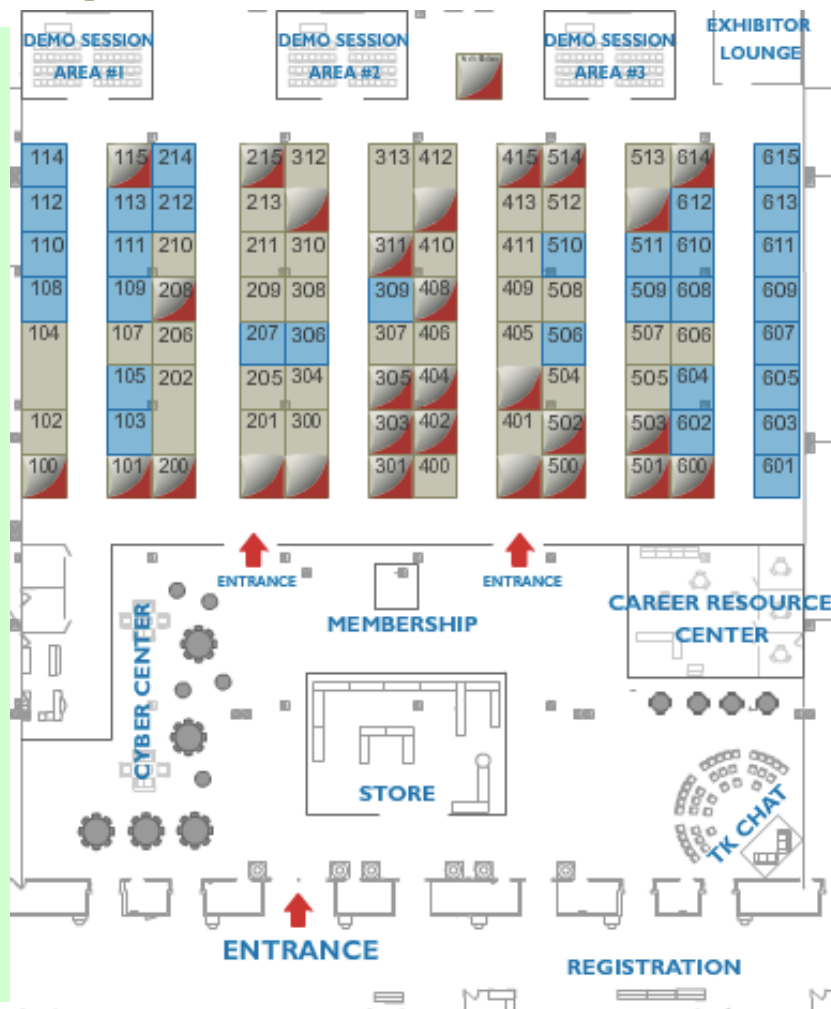 DEMO SESSION
AREA #1
DEMO SESSION
AREA #2
DEMO SESSION
AREA #3
EXHIBITOR
LOUNGE
114 115 214 215 312 313 412 415 514 513 614 615
112 113 212 213 413 512 612 613
110 111 210 211 310 311 410 411 510 511 610 611
108 109 208 209 308 309 408 409 508 509 608 609
104 107 206 207 306 307 406 405 506 507 606 607
105 202 205 304 305 404 504 505 604 605
102 103 201 300 303 402 401 502 503 602 603
100 101 200 301 400 500 501 600 601
ENTRANCE
ENTRANCE
MEMBERSHIP
CAREER RESOURCE
CENTER
CYBER CENTER
STORE
TK CHAT
ENTRANCE
REGISTRATION